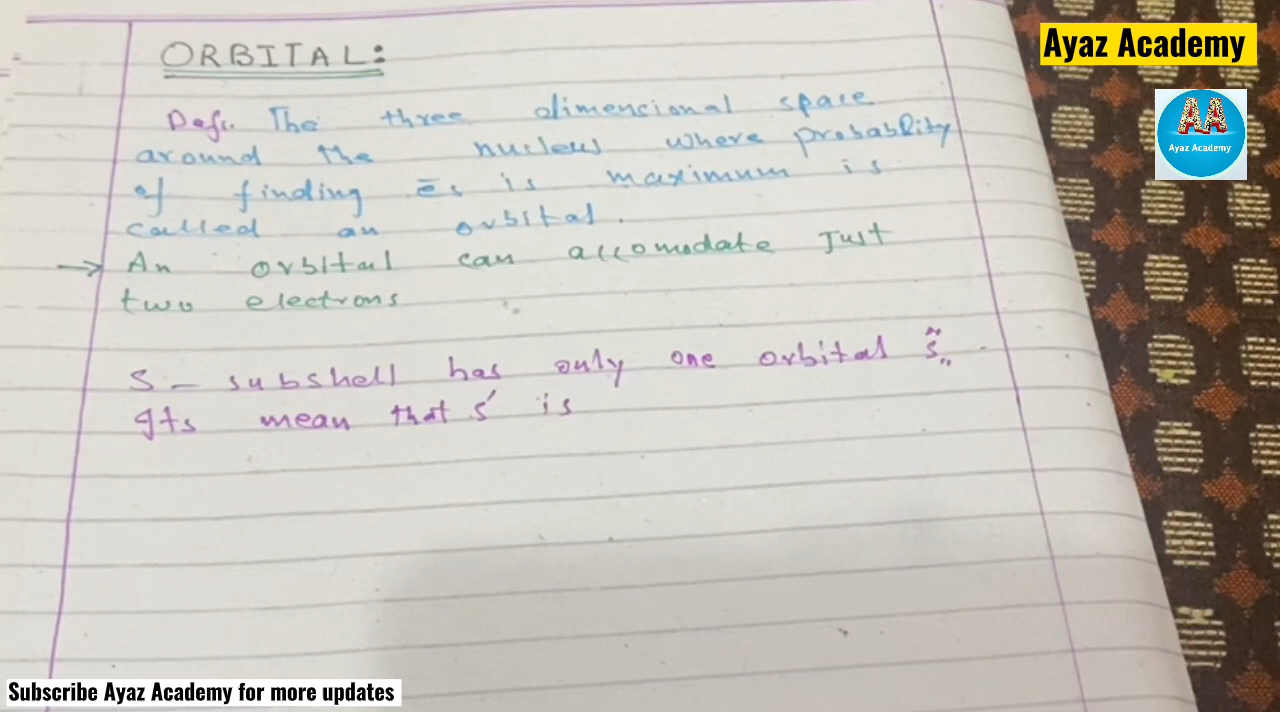 ORBITAL:
Def. The three dimensional space
around the nucleus where probability
of finding ēs is maximum is
called an orbital.
→ An orbital can accomodate Just
two electrons
S - subshell has only one orbital "s"
Its mean that s' is
Ayaz Academy
AA
Ayaz Academy
Subscribe Ayaz Academy for more updates